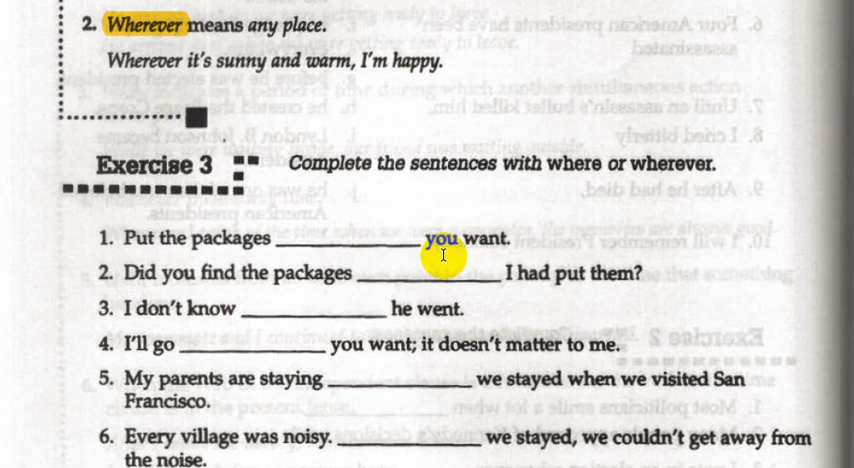 2. Wherever means any place.
Wherever it's sunny and warm, I'm happy.
Exercise 3 Complete the sentences with where or wherever.
1. Put the packages ______________ you want.
2. Did you find the packages ______________ I had put them?
3. I don't know ______________ he went.
4. I'll go ______________ you want; it doesn't matter to me.
5. My parents are staying ______________ we stayed when we visited San
Francisco.
6. Every village was noisy. ______________ we stayed, we couldn't get away from
the noise.